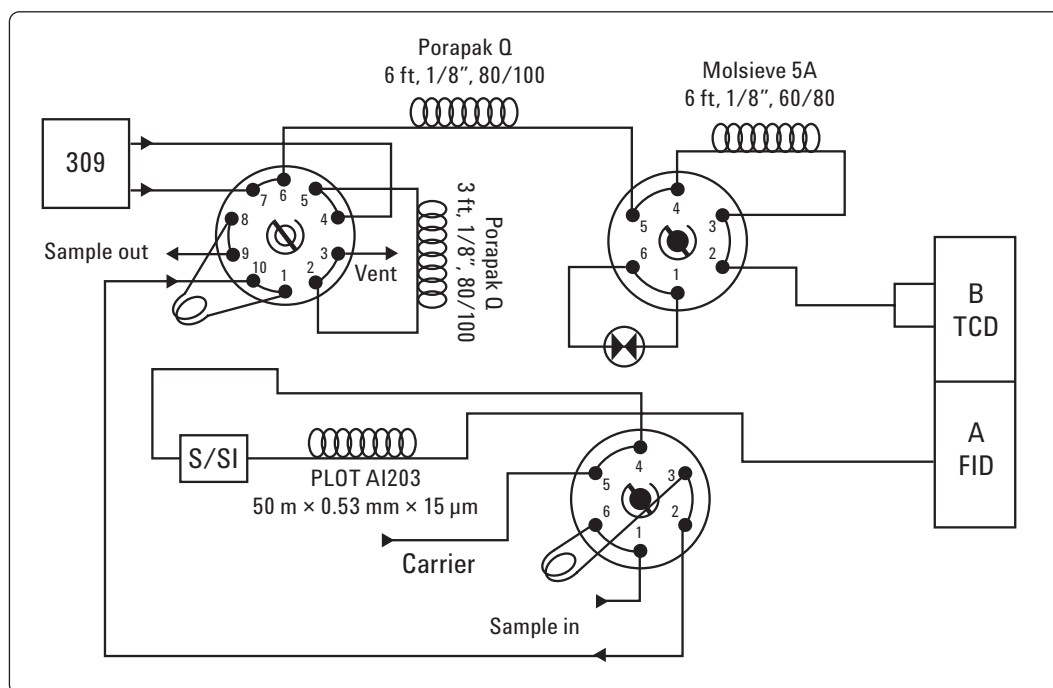 Porapak Q
6 ft, 1/8”, 80/100
Molsieve 5A
6 ft, 1/8”, 60/80
309
6
7
5
8
4
9
3
10
1
2
Sample out
Vent
Porapak Q
3 ft, 1/8”, 80/100
4
5
3
6
2
1
B
TCD
A
FID
S/SI
PLOT AI203
50 m × 0.53 mm × 15 µm
4
5
3
6
2
1
Carrier
Sample in